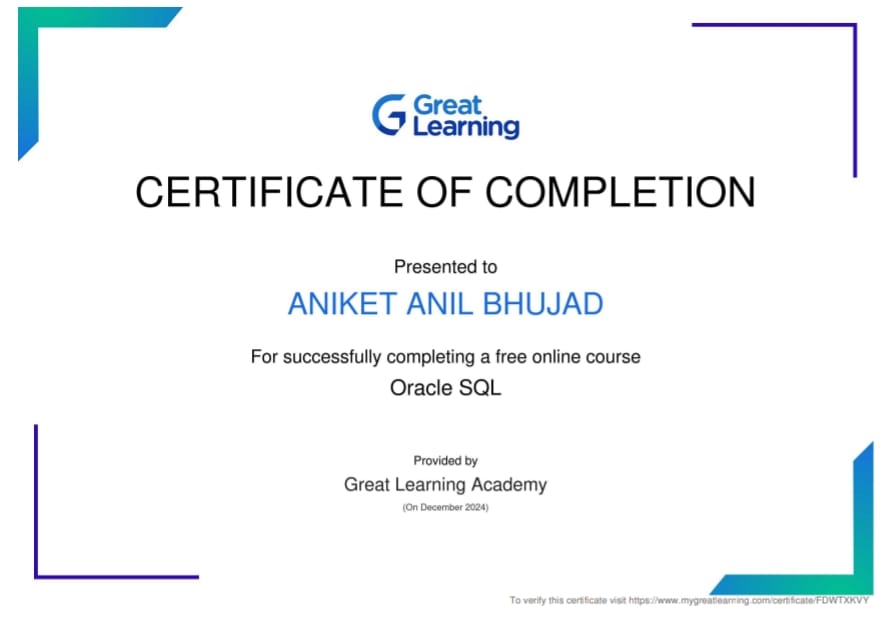 Great
Learning
CERTIFICATE OF COMPLETION
Presented to
ANIKET ANIL BHUJAD
For successfully completing a free online course
Oracle SQL
Provided by
Great Learning Academy
(On December 2024)
To verify this certificate visit https://www.mygreatlearning.com/certificate/FDWTXKVY